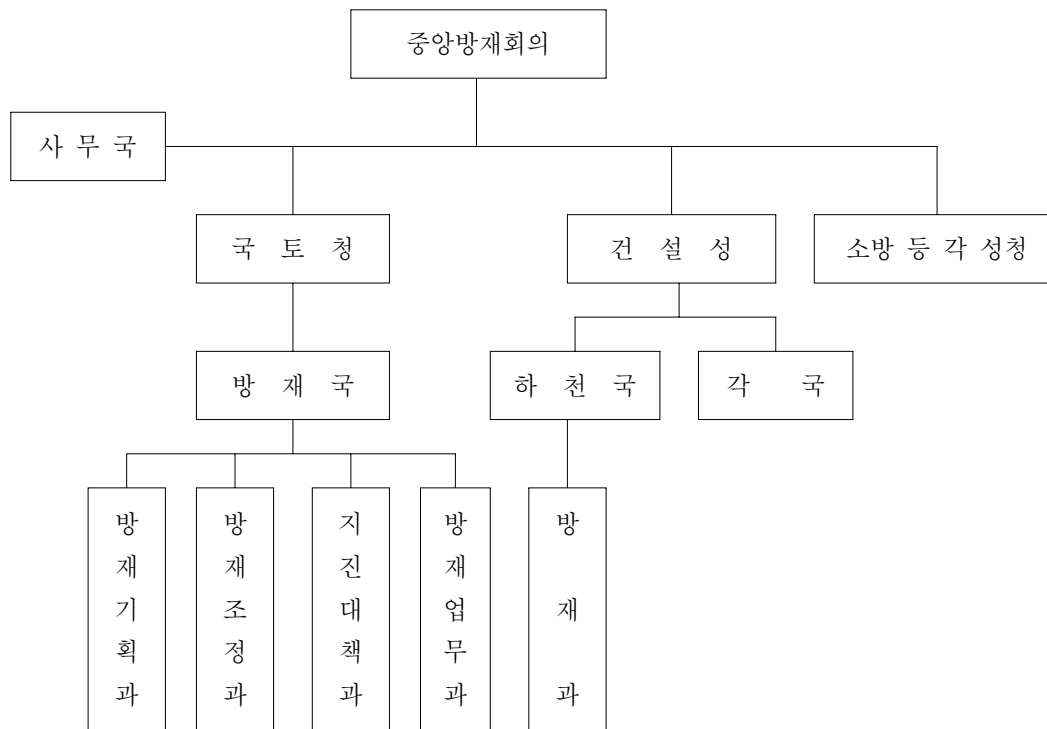 중앙방재회의
사 무 국
국 토 청
건 설 성
소방 등 각 성청
방 재 국
하 천 국
각 국
방재기획과
방재조정과
지진대책과
방재업무과
방 재 과